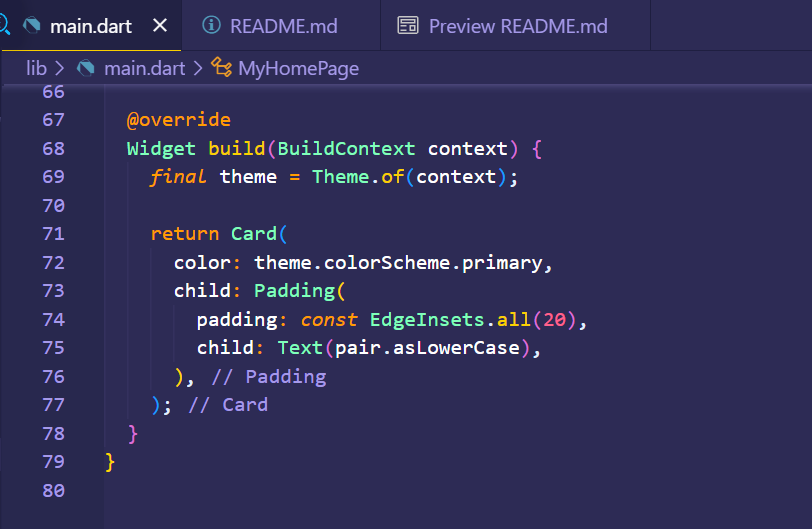 main.dart README.md Preview README.md
lib > main.dart > MyHomePage
66
67 @override
68 Widget build(BuildContext context) {
69 final theme = Theme.of(context);
70
71 return Card(
72 color: theme.colorScheme.primary,
73 child: Padding(
74 padding: const EdgeInsets.all(20),
75 child: Text(pair.asLowerCase),
76 ), // Padding
77 ); // Card
78 }
79 }
80